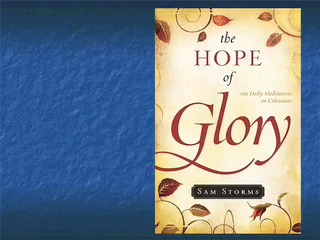 the
HOPE
of
Glory
100 Daily Meditations
on Colossians
SAM STORMS